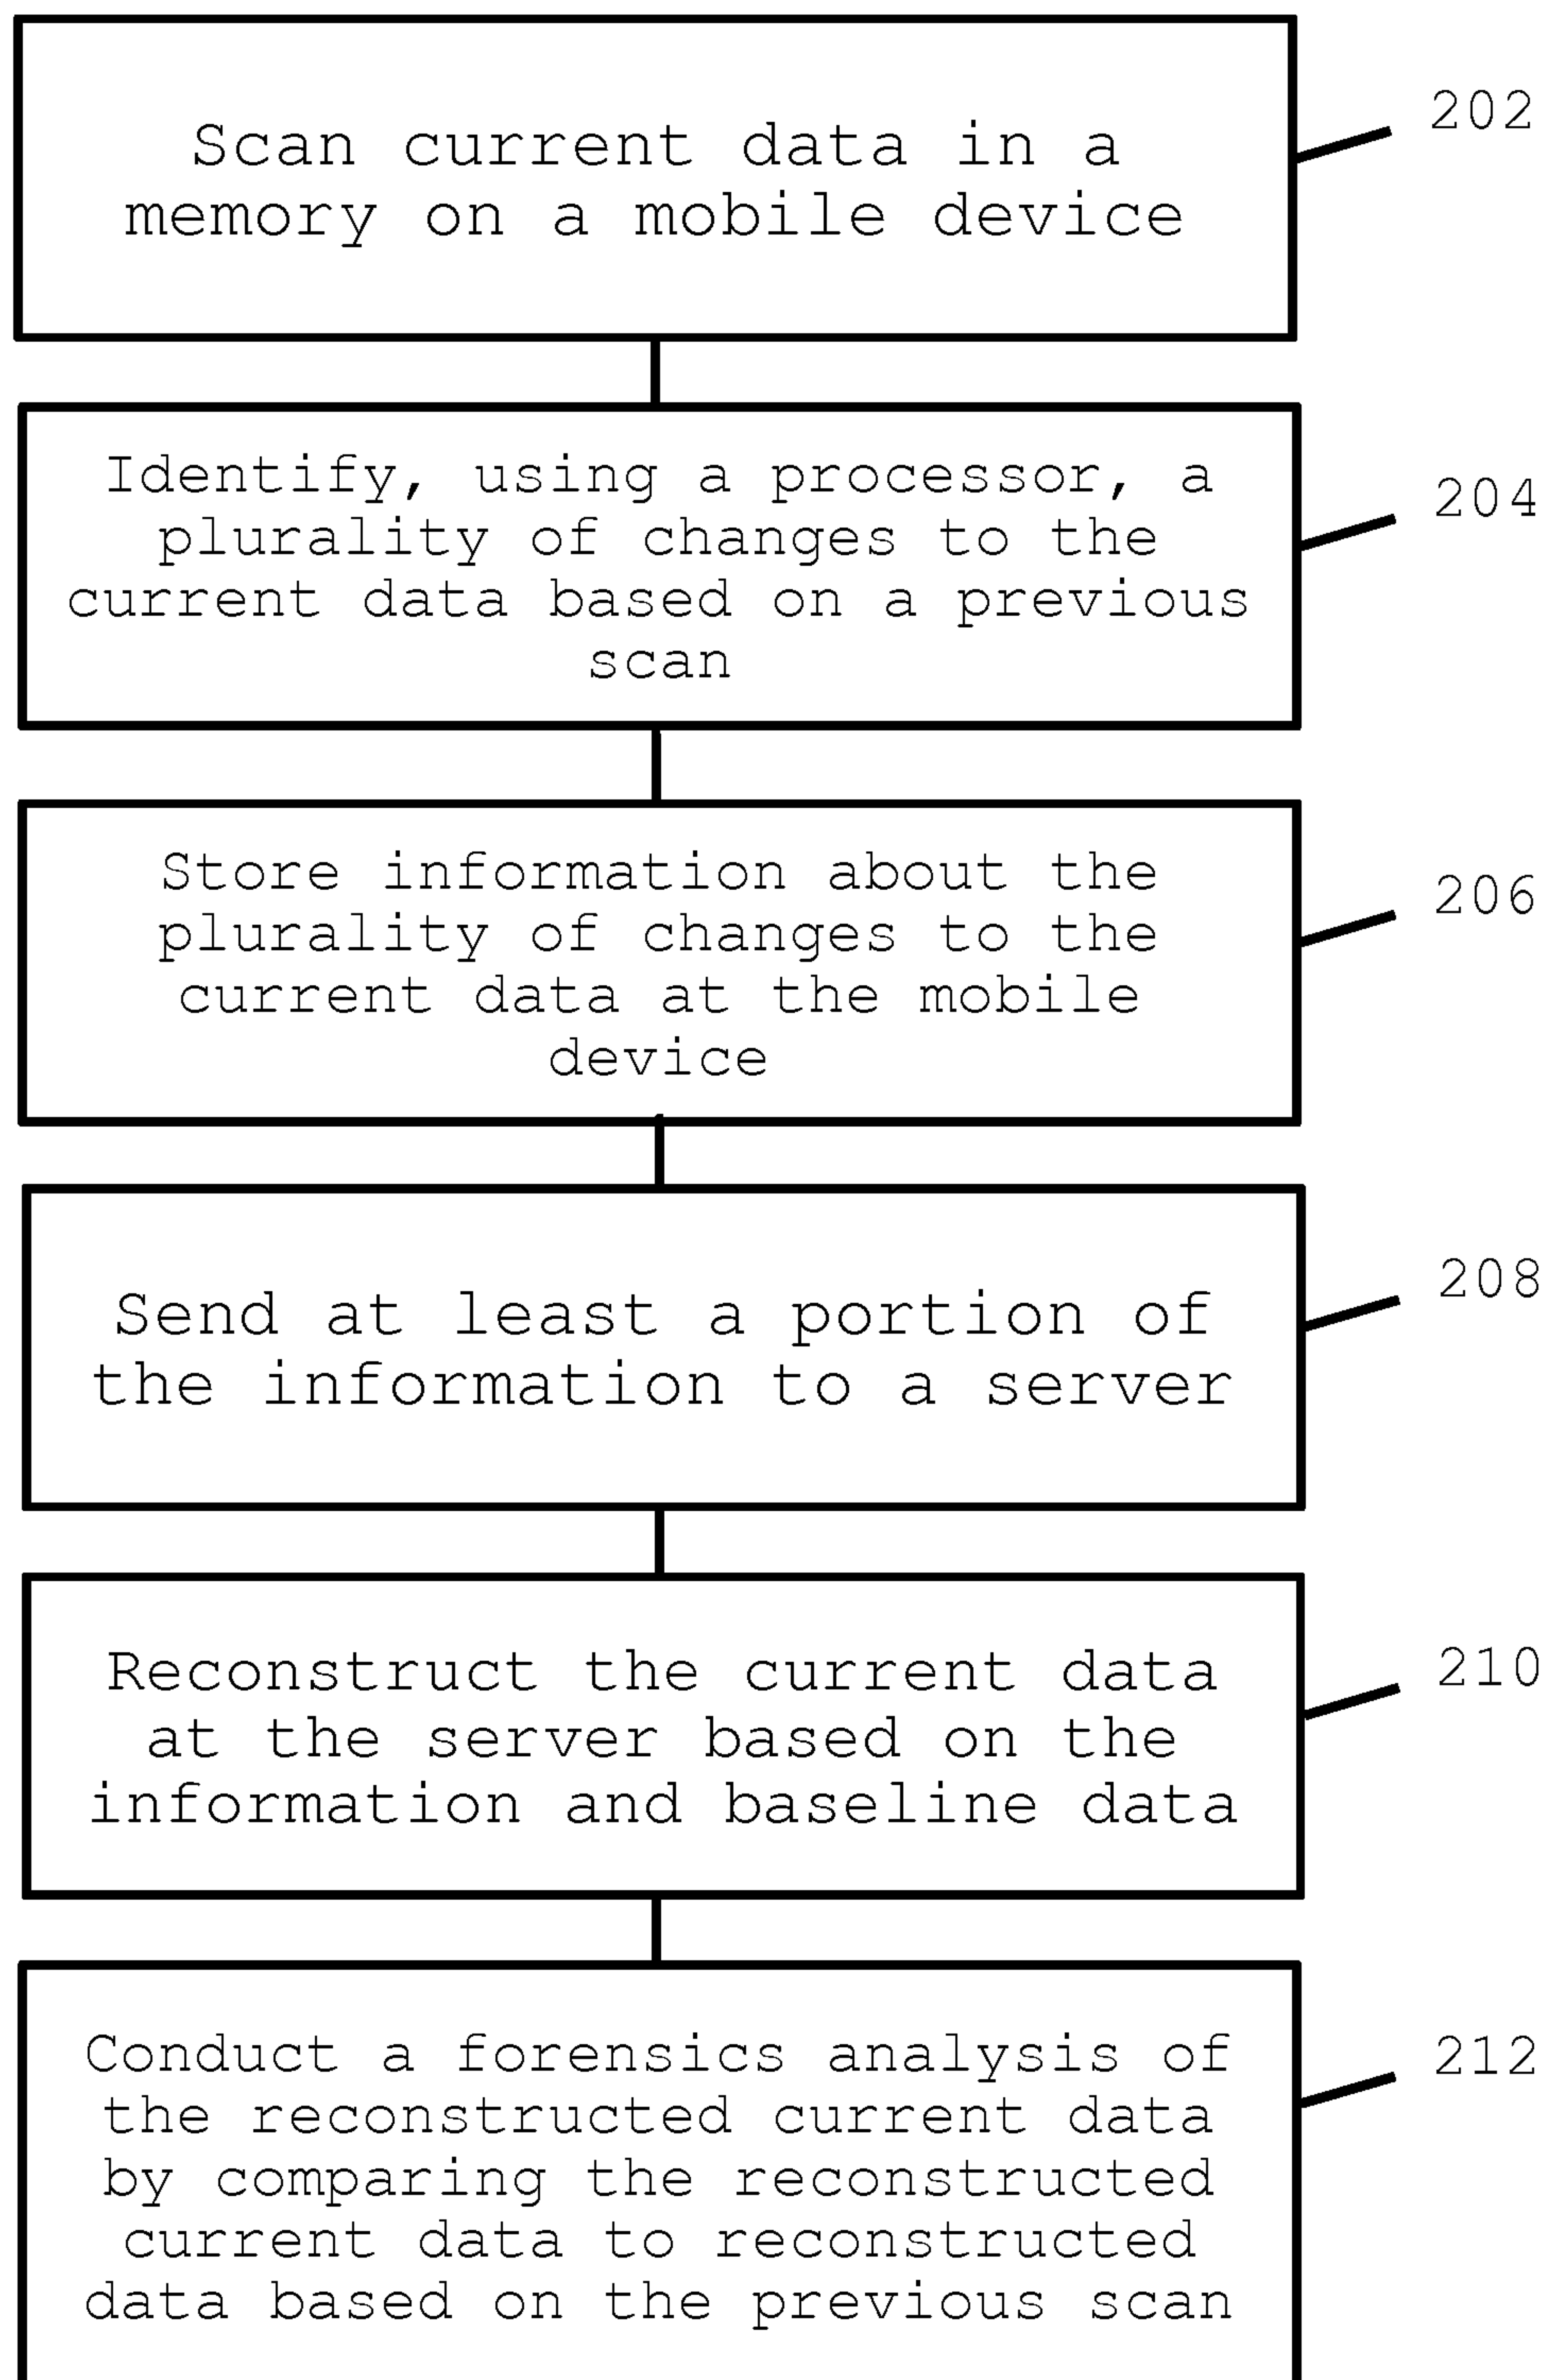 Scan current data in a
memory on a mobile device
202
Identify, using a processor, a
plurality of changes to the
current data based on a previous
scan
204
Store information about the
plurality of changes to the
current data at the mobile
device
206
Send at least a portion of
the information to a server
208
Reconstruct the current data
at the server based on the
information and baseline data
210
Conduct a forensics analysis of
the reconstructed current data
by comparing the reconstructed
current data to reconstructed
data based on the previous scan
212